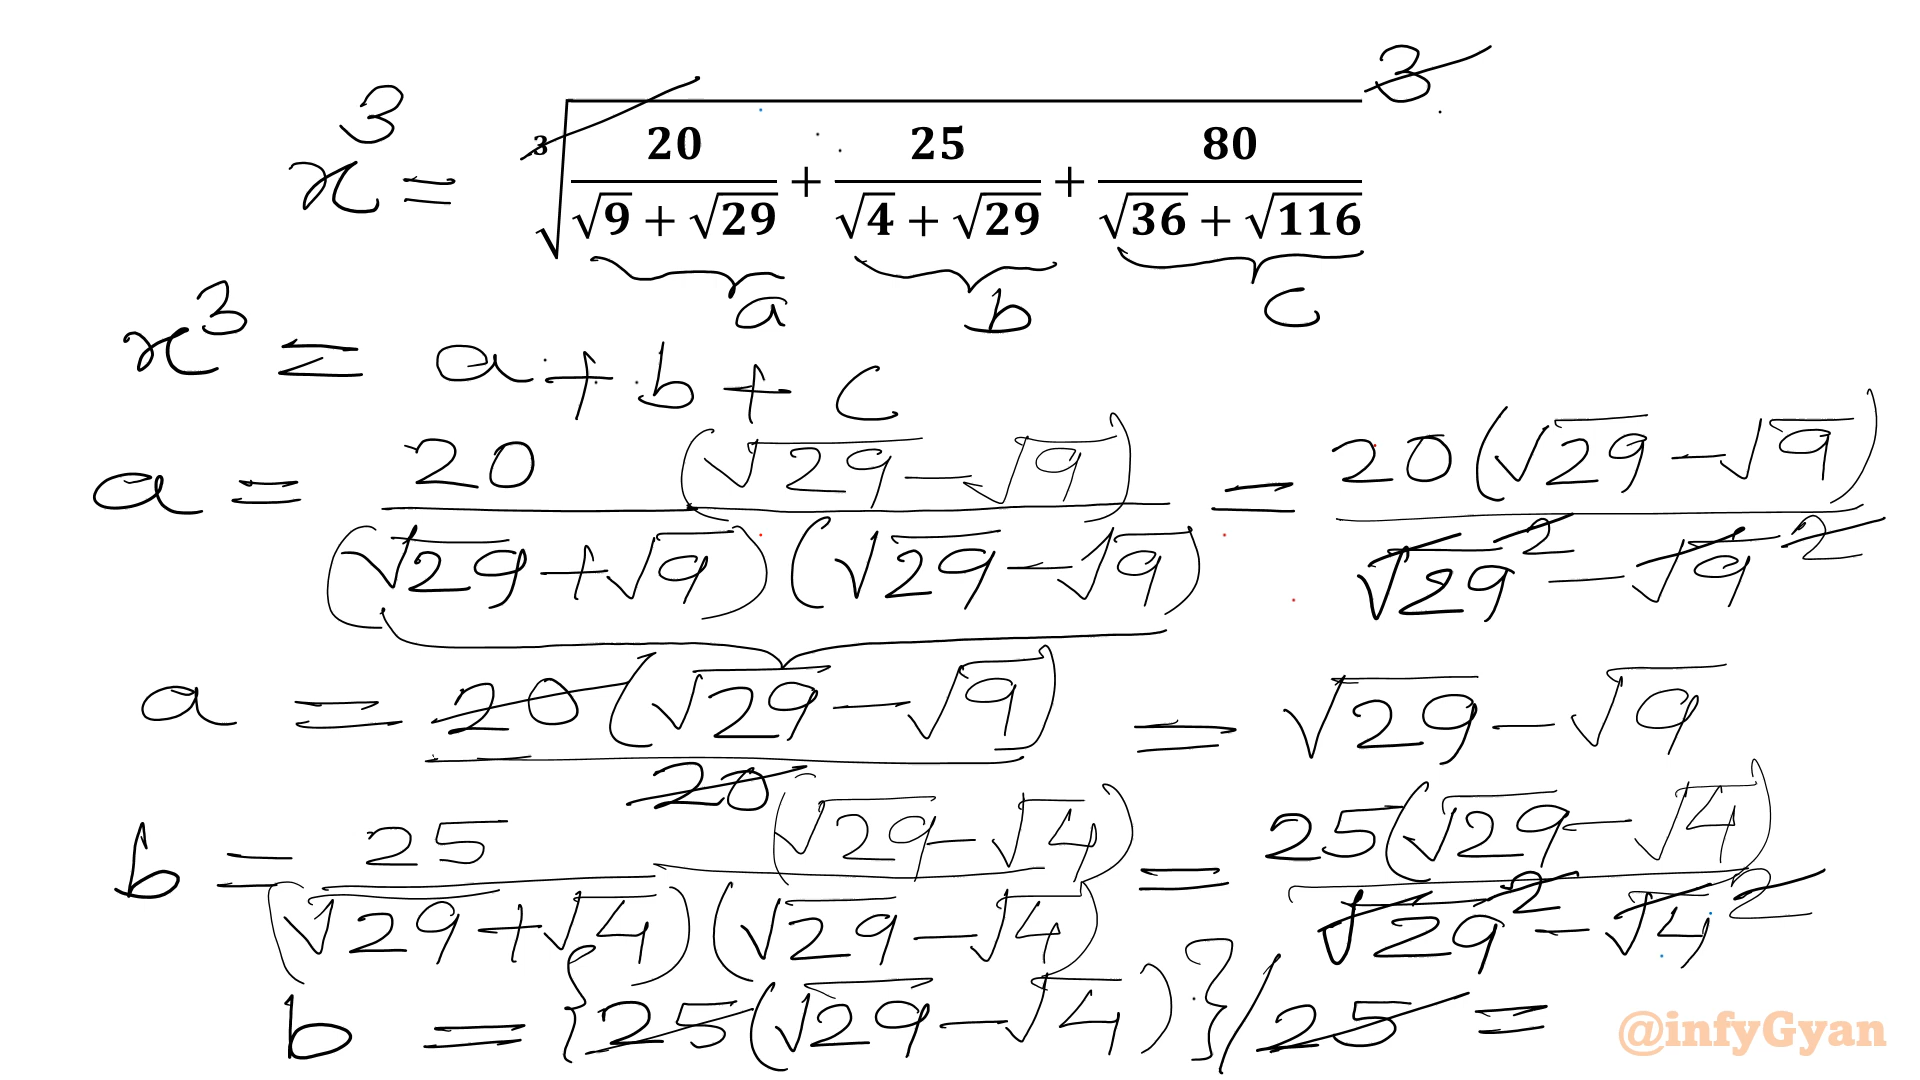 x³ = ∛(20/(√9 + √29) + 25/(√4 + √29) + 80/(√36 + √116))³
a b c
x³ = a + b + c
a = 20(√29 − √9)/((√29 + √9)(√29 − √9)) = 20(√29 − √9)/(√29² − √9²)
a = 20(√29 − √9)/20 = √29 − √9
b = 25(√29 − √4)/((√29 + √4)(√29 − √4)) = 25(√29 − √4)/(√29² − √4²)
b = {25(√29 − √4)}/25 =
@infyGyan